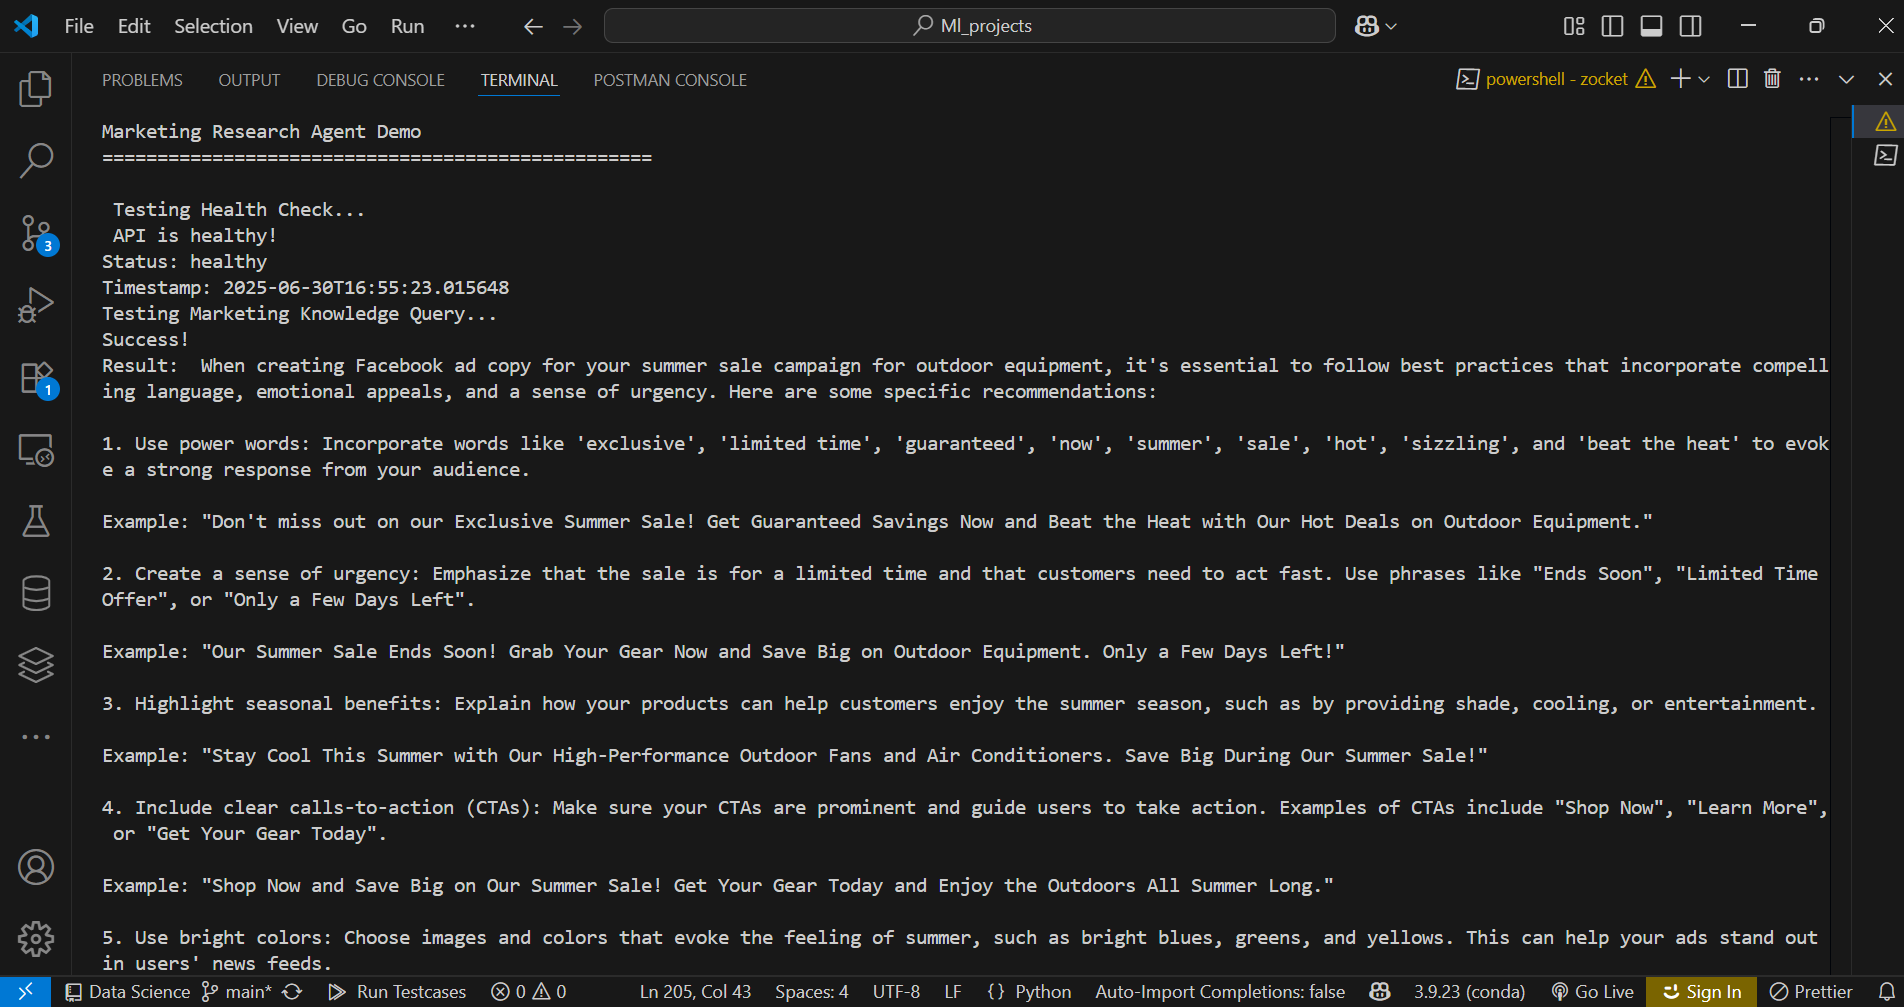 File Edit Selection View Go Run ··· Ml_projects
PROBLEMS OUTPUT DEBUG CONSOLE TERMINAL POSTMAN CONSOLE powershell - zocket
Marketing Research Agent Demo
==================================================
Testing Health Check...
API is healthy!
Status: healthy
Timestamp: 2025-06-30T16:55:23.015648
Testing Marketing Knowledge Query...
Success!
Result:  When creating Facebook ad copy for your summer sale campaign for outdoor equipment, it's essential to follow best practices that incorporate compell
ing language, emotional appeals, and a sense of urgency. Here are some specific recommendations:
1. Use power words: Incorporate words like 'exclusive', 'limited time', 'guaranteed', 'now', 'summer', 'sale', 'hot', 'sizzling', and 'beat the heat' to evok
e a strong response from your audience.
Example: "Don't miss out on our Exclusive Summer Sale! Get Guaranteed Savings Now and Beat the Heat with Our Hot Deals on Outdoor Equipment."
2. Create a sense of urgency: Emphasize that the sale is for a limited time and that customers need to act fast. Use phrases like "Ends Soon", "Limited Time
Offer", or "Only a Few Days Left".
Example: "Our Summer Sale Ends Soon! Grab Your Gear Now and Save Big on Outdoor Equipment. Only a Few Days Left!"
3. Highlight seasonal benefits: Explain how your products can help customers enjoy the summer season, such as by providing shade, cooling, or entertainment.
Example: "Stay Cool This Summer with Our High-Performance Outdoor Fans and Air Conditioners. Save Big During Our Summer Sale!"
4. Include clear calls-to-action (CTAs): Make sure your CTAs are prominent and guide users to take action. Examples of CTAs include "Shop Now", "Learn More",
or "Get Your Gear Today".
Example: "Shop Now and Save Big on Our Summer Sale! Get Your Gear Today and Enjoy the Outdoors All Summer Long."
5. Use bright colors: Choose images and colors that evoke the feeling of summer, such as bright blues, greens, and yellows. This can help your ads stand out
in users' news feeds.
3
1
Data Science main* Run Testcases 0 0 Ln 205, Col 43 Spaces: 4 UTF-8 LF {} Python Auto-Import Completions: false 3.9.23 (conda) Go Live Sign In Prettier